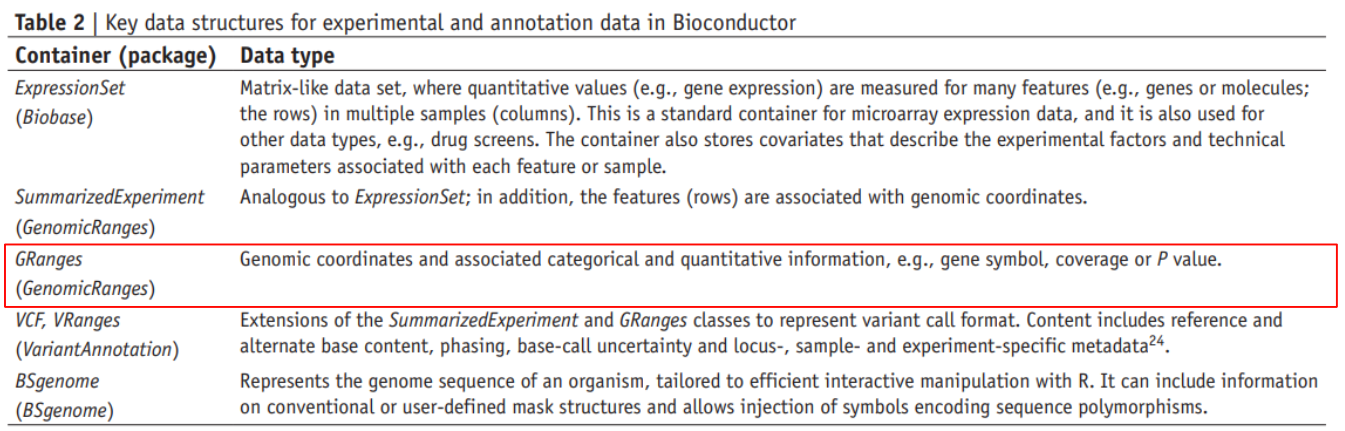 Table 2 | Key data structures for experimental and annotation data in Bioconductor
Container (package) Data type
ExpressionSet Matrix-like data set, where quantitative values (e.g., gene expression) are measured for many features (e.g., genes or molecules;
(Biobase) the rows) in multiple samples (columns). This is a standard container for microarray expression data, and it is also used for
other data types, e.g., drug screens. The container also stores covariates that describe the experimental factors and technical
parameters associated with each feature or sample.
SummarizedExperiment Analogous to ExpressionSet; in addition, the features (rows) are associated with genomic coordinates.
(GenomicRanges)
GRanges Genomic coordinates and associated categorical and quantitative information, e.g., gene symbol, coverage or P value.
(GenomicRanges)
VCF, VRanges Extensions of the SummarizedExperiment and GRanges classes to represent variant call format. Content includes reference and
(VariantAnnotation) alternate base content, phasing, base-call uncertainty and locus-, sample- and experiment-specific metadata24.
BSgenome Represents the genome sequence of an organism, tailored to efficient interactive manipulation with R. It can include information
(BSgenome) on conventional or user-defined mask structures and allows injection of symbols encoding sequence polymorphisms.